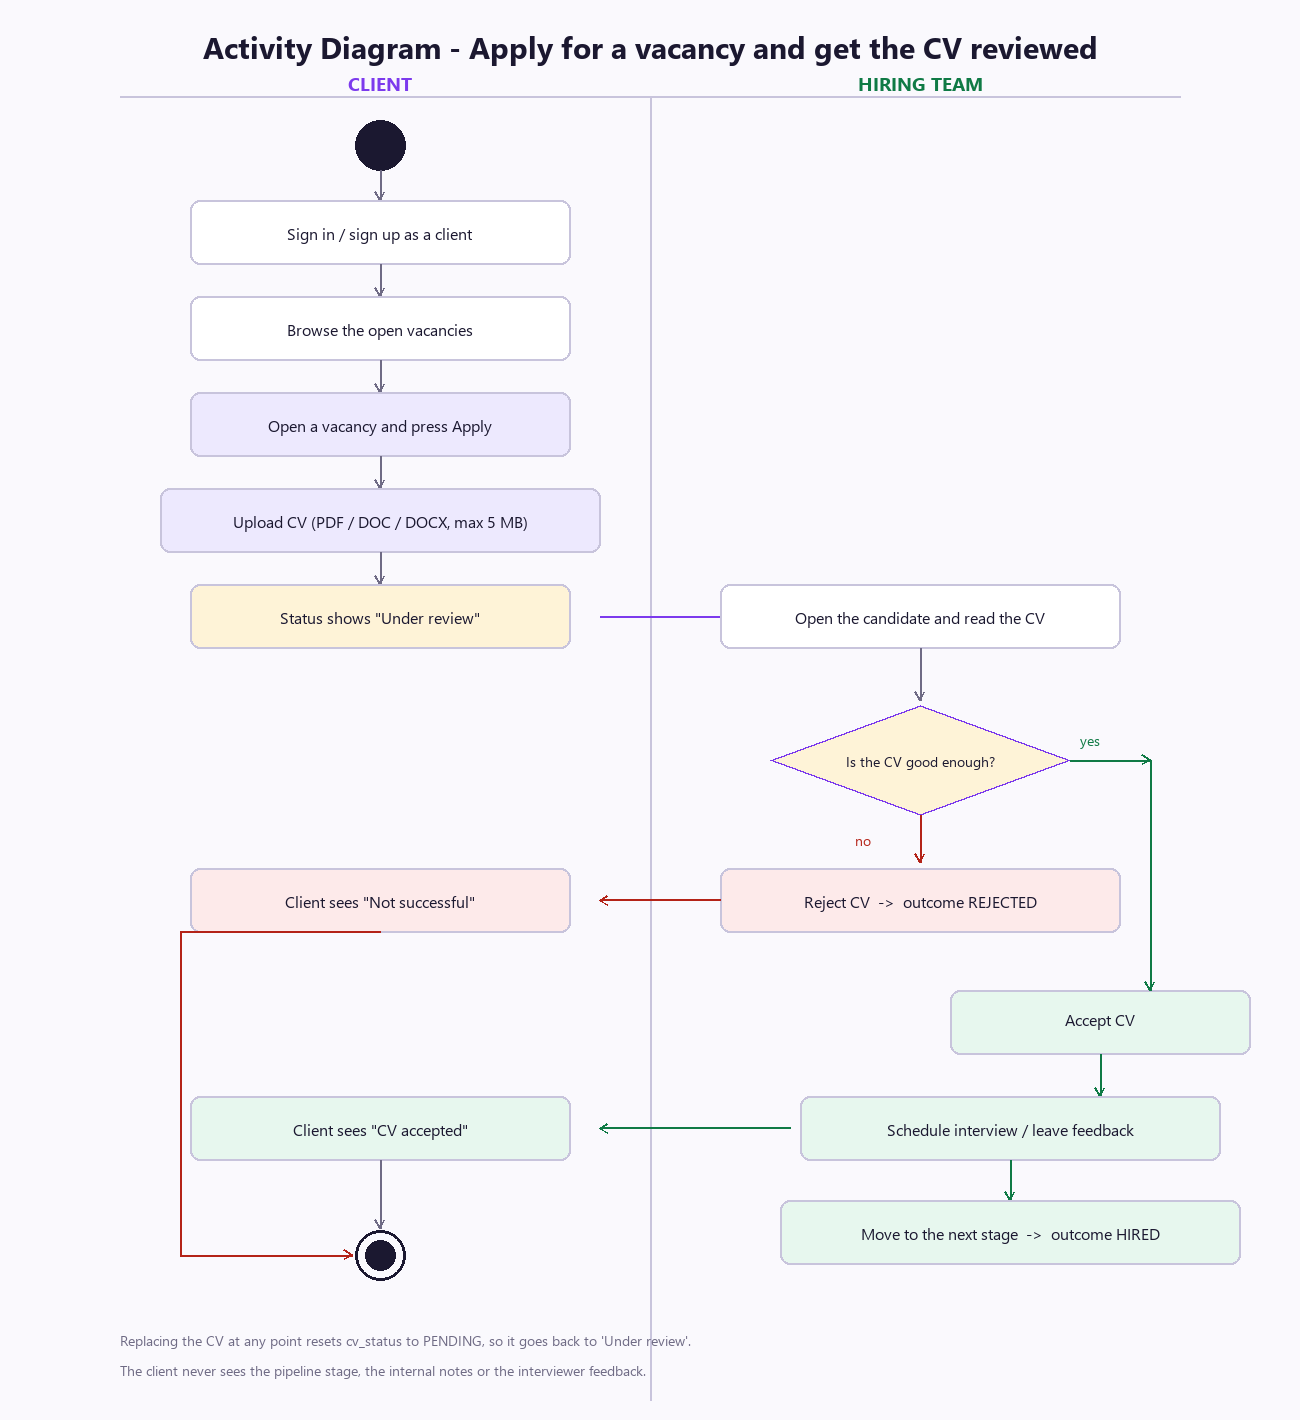 Activity Diagram - Apply for a vacancy and get the CV reviewed
CLIENT
HIRING TEAM
Sign in / sign up as a client
Browse the open vacancies
Open a vacancy and press Apply
Upload CV (PDF / DOC / DOCX, max 5 MB)
Status shows "Under review"
Open the candidate and read the CV
Is the CV good enough?
yes
no
Client sees "Not successful"
Reject CV -> outcome REJECTED
Accept CV
Client sees "CV accepted"
Schedule interview / leave feedback
Move to the next stage -> outcome HIRED
Replacing the CV at any point resets cv_status to PENDING, so it goes back to 'Under review'.
The client never sees the pipeline stage, the internal notes or the interviewer feedback.